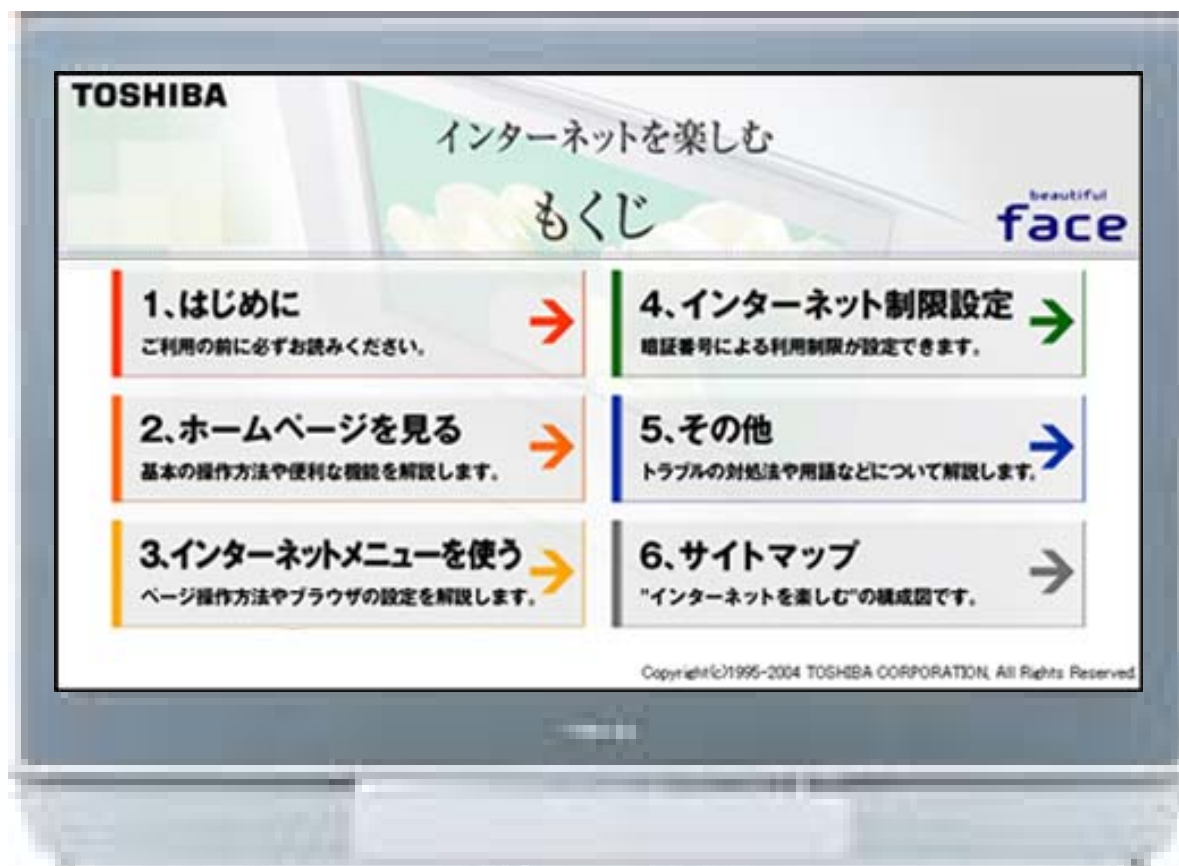 TOSHIBA
インターネットを楽しむ
もくじ
beautiful
face
1、はじめに
ご利用の前に必ずお読みください。
2、ホームページを見る
基本の操作方法や便利な機能を解説します。
3、インターネットメニューを使う
ページ操作方法やブラウザの設定を解説します。
4、インターネット制限設定
暗証番号による利用制限が設定できます。
5、その他
トラブルの対処法や用語などについて解説します。
6、サイトマップ
"インターネットを楽しむ"の構成図です。
Copyright(c)1995-2004 TOSHIBA CORPORATION, All Rights Reserved.